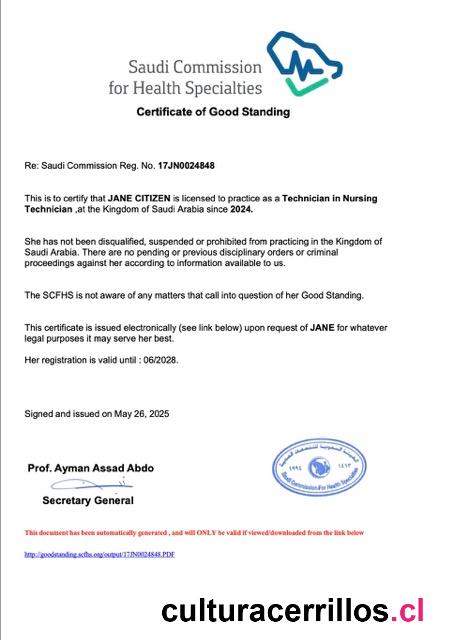 Saudi Commission
for Health Specialties
Certificate of Good Standing
Re: Saudi Commission Reg. No. 17JN0024848
This is to certify that JANE CITIZEN is licensed to practice as a Technician in Nursing
Technician ,at the Kingdom of Saudi Arabia since 2024.
She has not been disqualified, suspended or prohibited from practicing in the Kingdom of
Saudi Arabia. There are no pending or previous disciplinary orders or criminal
proceedings against her according to information available to us.
The SCFHS is not aware of any matters that call into question of her Good Standing.
This certificate is issued electronically (see link below) upon request of JANE for whatever
legal purposes it may serve her best.
Her registration is valid until : 06/2028.
Signed and issued on May 26, 2025
Prof. Ayman Assad Abdo
Secretary General
الهيئة السعودية للتخصصات الصحية
١٩٩٢ ١٤١٣
Saudi Commission For Health Specialties
This document has been automatically generated , and will ONLY be valid if viewed/downloaded from the link below
http://goodstanding.scfhs.org/output/17JN0024848.PDF
culturacerrillos.cl